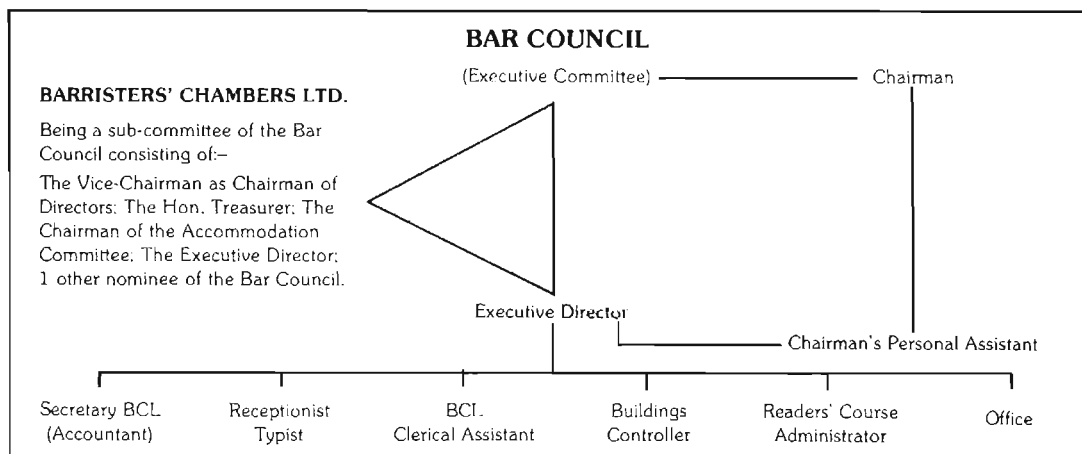 BAR COUNCIL
(Executive Committee)
Chairman
BARRISTERS' CHAMBERS LTD.
Being a sub-committee of the Bar
Council consisting of:–
The Vice-Chairman as Chairman of
Directors; The Hon. Treasurer; The
Chairman of the Accommodation
Committee; The Executive Director;
1 other nominee of the Bar Council.
Executive Director
Chairman's Personal Assistant
Secretary BCL
(Accountant)
Receptionist
Typist
BCL
Clerical Assistant
Buildings
Controller
Readers' Course
Administrator
Office